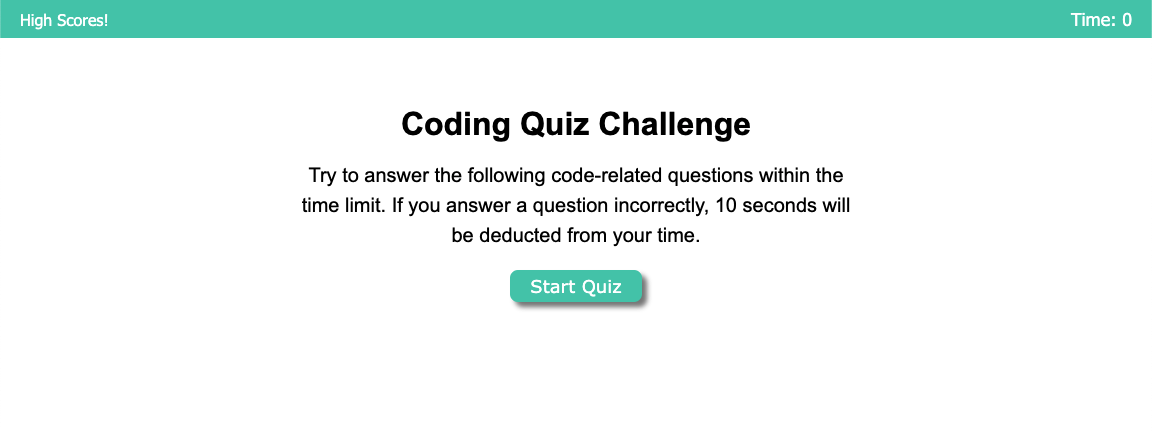 High Scores!
Time: 0
Coding Quiz Challenge
Try to answer the following code-related questions within the
time limit. If you answer a question incorrectly, 10 seconds will
be deducted from your time.
Start Quiz